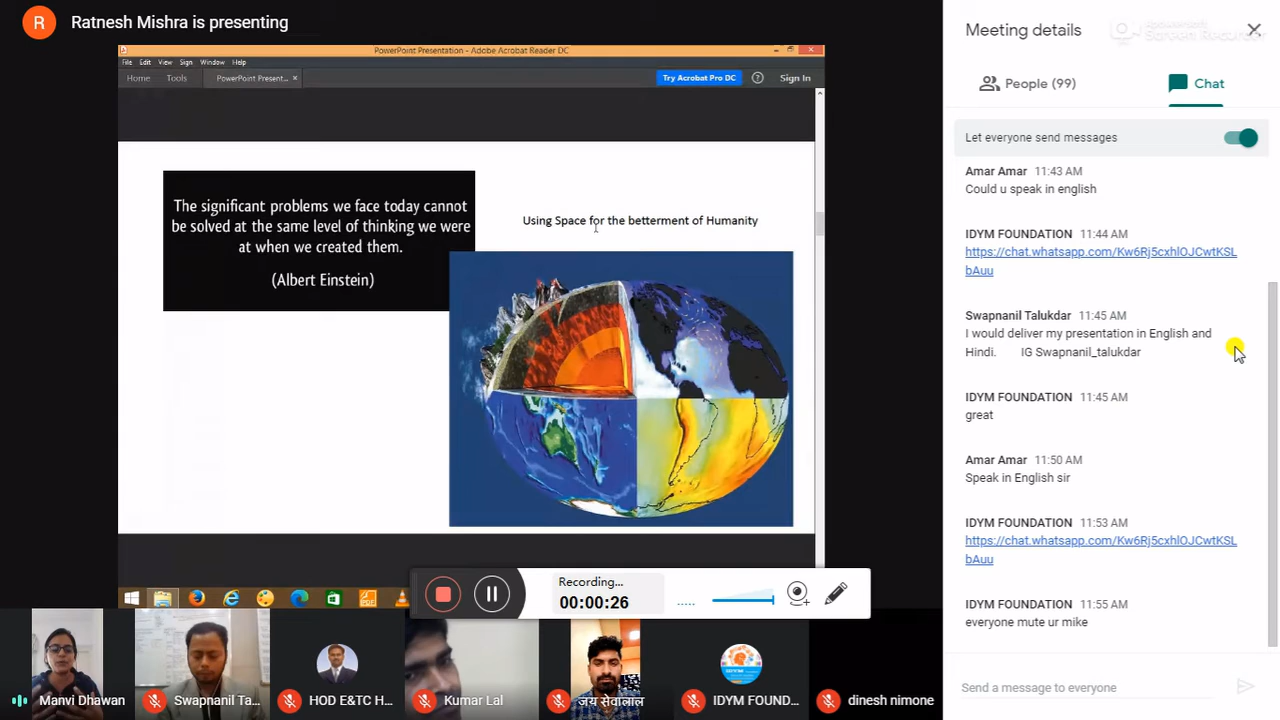 R
Ratnesh Mishra is presenting
PowerPoint Presentation - Adobe Acrobat Reader DC
File Edit View Sign Window Help
Home Tools PowerPoint Present... × Try Acrobat Pro DC ? Sign In
The significant problems we face today cannot
be solved at the same level of thinking we were
at when we created them.
(Albert Einstein)
Using Space for the betterment of Humanity
Recording...
00:00:26
Manvi Dhawan
Swapnanil Ta...
HOD E&TC H...
Kumar Lal
जय सेवालाल
IDYM FOUND...
dinesh nimone
Meeting details
Screen Recorder
People (99)
Chat
Let everyone send messages
Amar Amar 11:43 AM
Could u speak in english
IDYM FOUNDATION 11:44 AM
https://chat.whatsapp.com/Kw6Rj5cxhlOJCwtKSL
bAuu
Swapnanil Talukdar 11:45 AM
I would deliver my presentation in English and
Hindi. IG Swapnanil_talukdar
IDYM FOUNDATION 11:45 AM
great
Amar Amar 11:50 AM
Speak in English sir
IDYM FOUNDATION 11:53 AM
https://chat.whatsapp.com/Kw6Rj5cxhlOJCwtKSL
bAuu
IDYM FOUNDATION 11:55 AM
everyone mute ur mike
Send a message to everyone